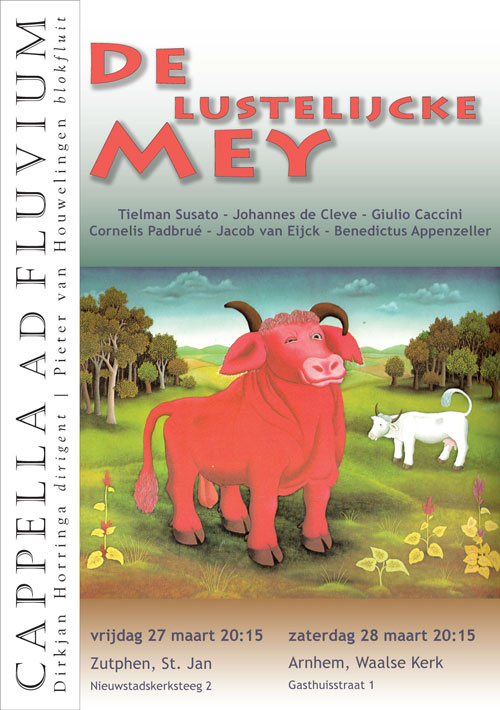 CAPPELLA AD FLUVIUM
Dirkjan Horringa dirigent | Pieter van Houwelingen blokfluit
DE
LUSTELIJCKE
MEY
Tielman Susato - Johannes de Cleve - Giulio Caccini
Cornelis Padbrué - Jacob van Eijck - Benedictus Appenzeller
vrijdag 27 maart 20:15
Zutphen, St. Jan
Nieuwstadskerksteeg 2
zaterdag 28 maart 20:15
Arnhem, Waalse Kerk
Gasthuisstraat 1